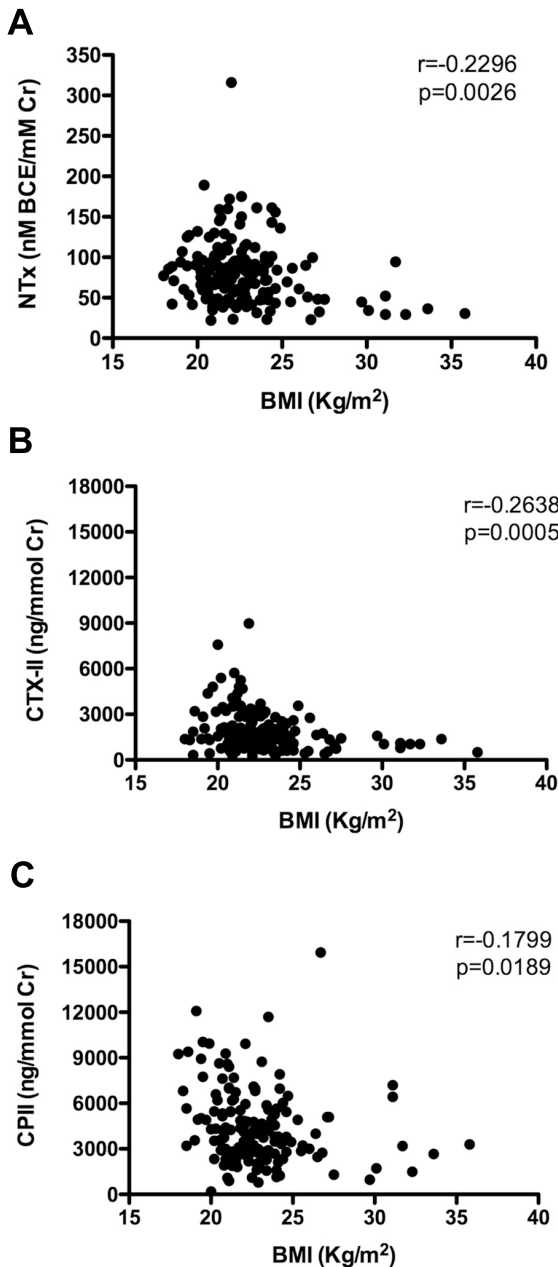 A
350
300
250
200
150
100
50
0
NTx (nM BCE/mM Cr)
r=-0.2296
p=0.0026
15 20 25 30 35 40
BMI (Kg/m²)
B
18000
15000
12000
9000
6000
3000
0
CTX-II (ng/mmol Cr)
r=-0.2638
p=0.0005
15 20 25 30 35 40
BMI (Kg/m²)
C
18000
15000
12000
9000
6000
3000
0
CPII (ng/mmol Cr)
r=-0.1799
p=0.0189
15 20 25 30 35 40
BMI (Kg/m²)